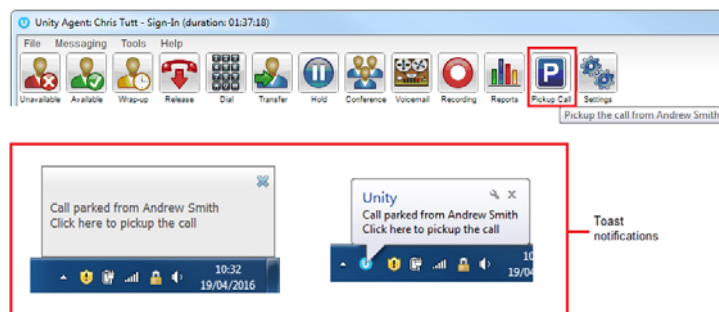 Unity Agent: Chris Tutt - Sign-In (duration: 01:37:18)
File Messaging Tools Help
Unavailable Available Wrap-up Release Dial Transfer Hold Conference Voicemail Recording Reports Pickup Call Settings
Pickup the call from Andrew Smith
Call parked from Andrew Smith
Click here to pickup the call
10:32
19/04/2016
Unity
Call parked from Andrew Smith
Click here to pickup the call
10
19/04
Toast
notifications